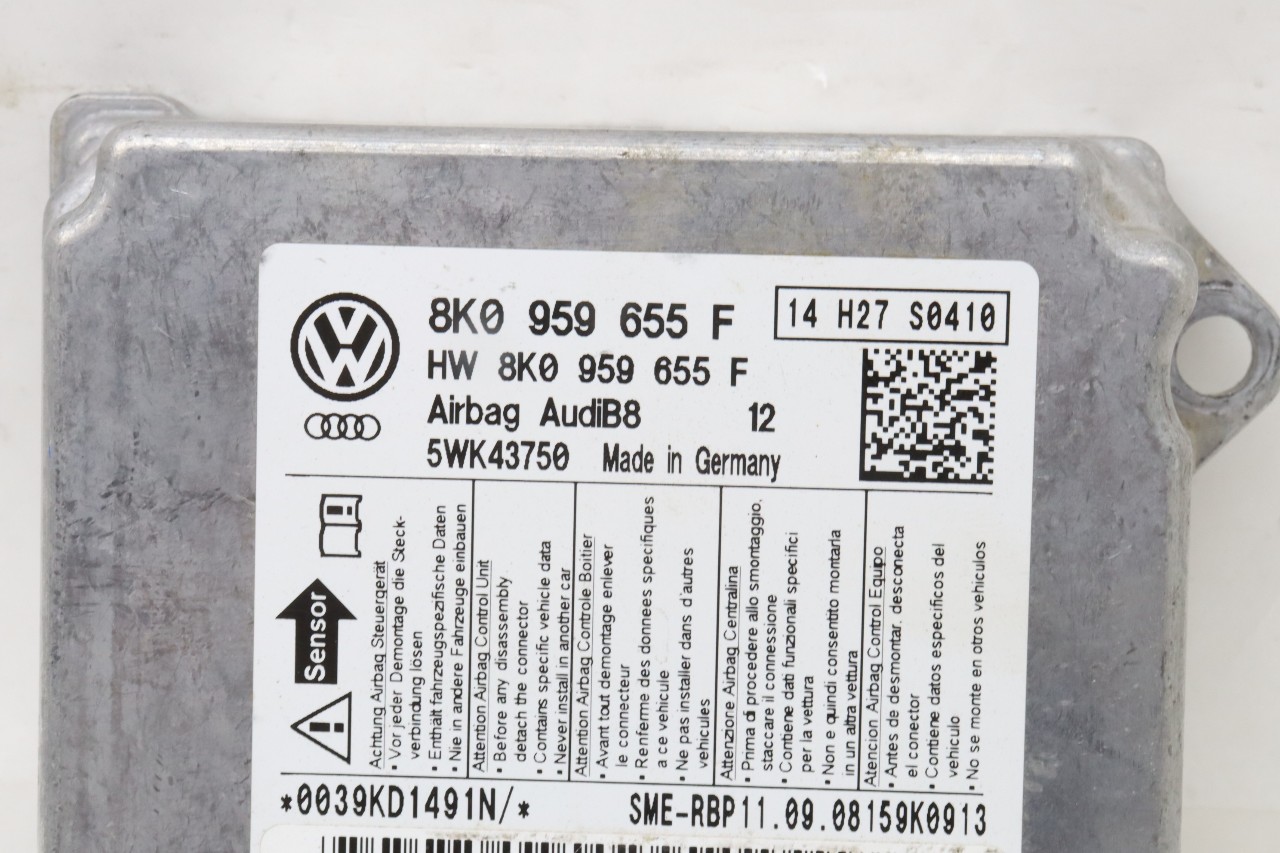 8K0 959 655 F
14 H27 S0410
HW 8K0 959 655 F
Airbag AudiB8 12
5WK43750 Made in Germany
Sensor
Achtung Airbag Steuergerät
• Vor jeder Demontage die Steck-
verbindung lösen
• Enthält fahrzeugspezifische Daten
• Nie in andere Fahrzeuge einbauen
Attention Airbag Control Unit
• Before any disassembly
detach the connector
• Contains specific vehicle data
• Never install in another car
Attention Airbag Controle Boitier
• Avant tout demontage enlever
le connecteur
• Renferme des donnees specifiques
a ce vehicule
• Ne pas installer dans d'autres
vehicules
Attenzione Airbag Centralina
• Prima di procedere allo smontaggio,
staccare il connessione
• Contiene dati funzionali specifici
per la vettura
• Non e quindi consentito montarla
in un altra vettura
Atencion Airbag Control Equipo
• Antes de desmontar, desconecta
el conector
• Contiene datos especificos del
vehiculo
• No se monte en otros vehiculos
*0039KD1491N/* SME-RBP11.09.08159K0913